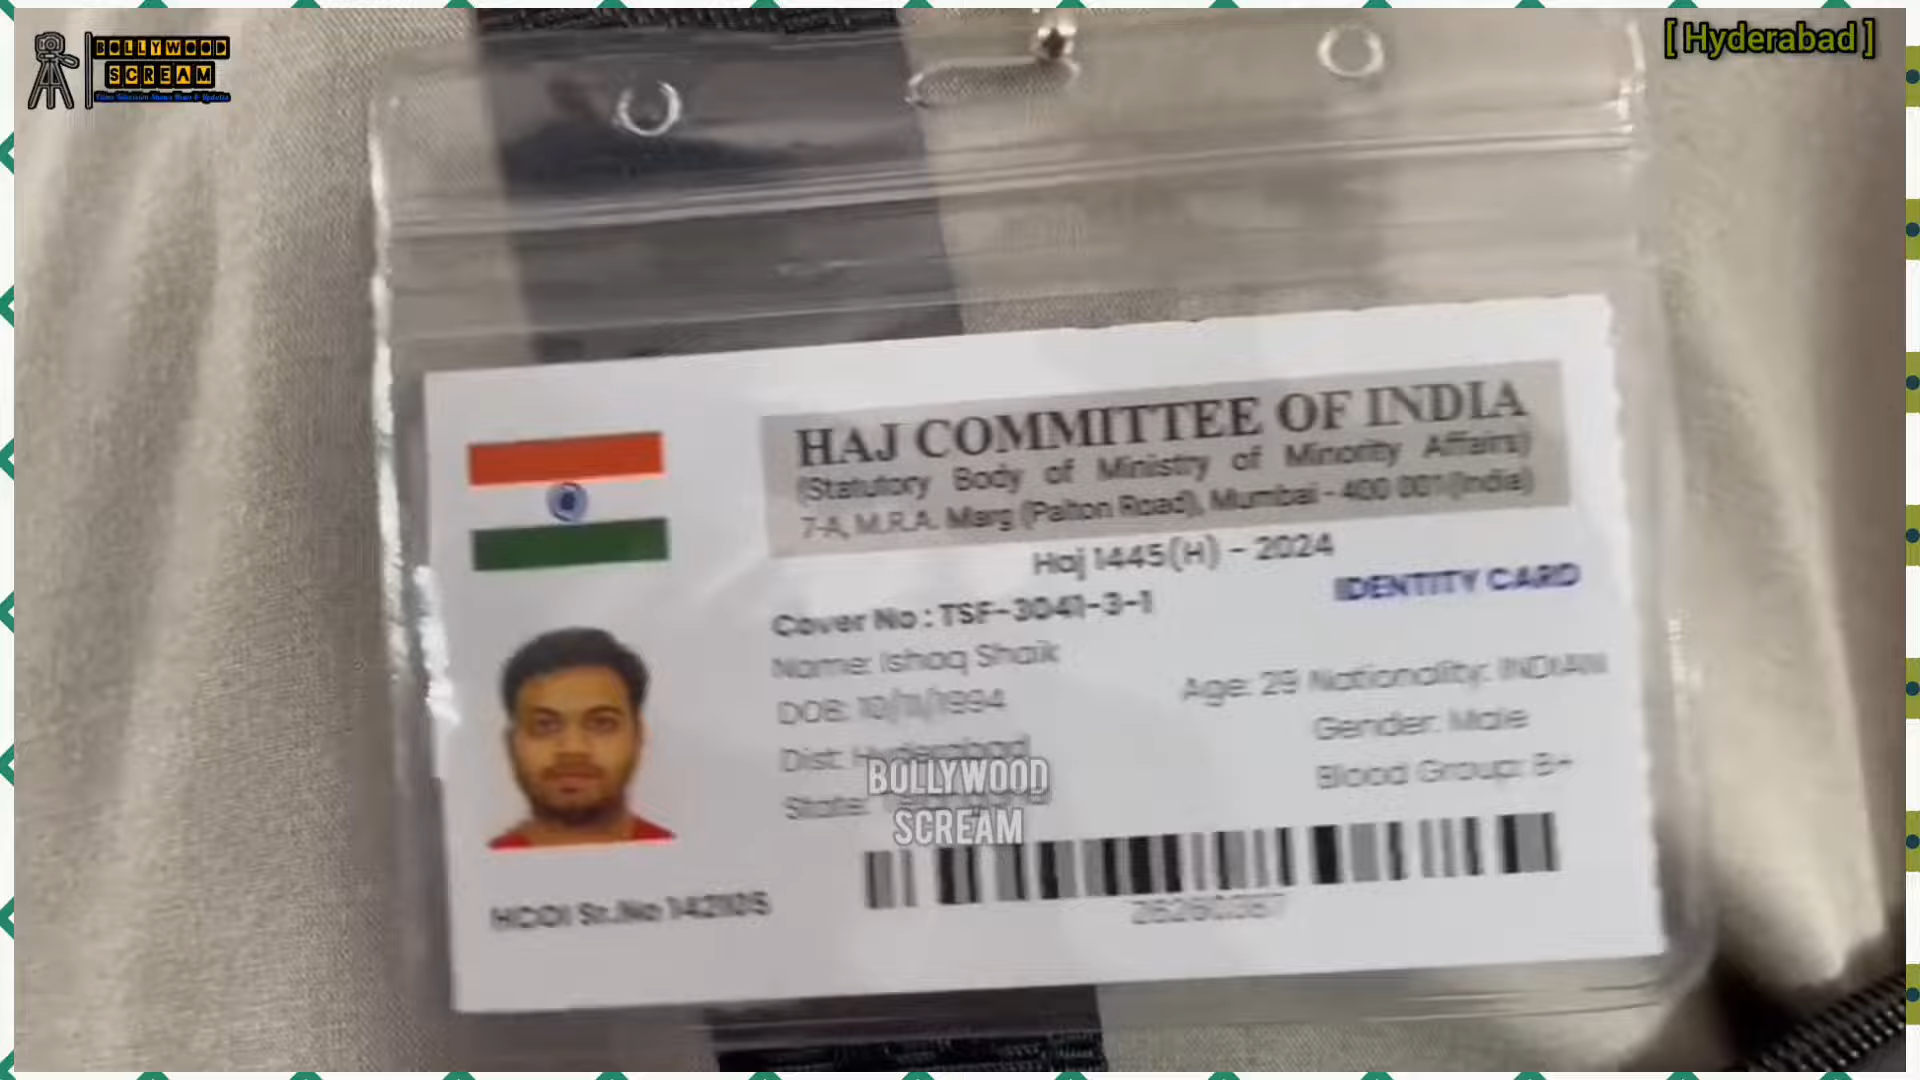 BOLLYWOOD
SCREAM
[ Hyderabad ]
HAJ COMMITTEE OF INDIA
(Statutory Body of Ministry of Minority Affairs)
7-A, M.R.A. Marg (Palton Road), Mumbai - 400 001 (India)
Haj 1445(H) - 2024
IDENTITY CARD
Cover No : TSF-3041-3-1
Name: Ishaq Shaik
DOB: 10/11/1994
Age: 29 Nationality: INDIAN
Dist: Hyderabad
Gender: Male
State:
Blood Group: B+
BOLLYWOOD
SCREAM
HCOI Sr.No 142105